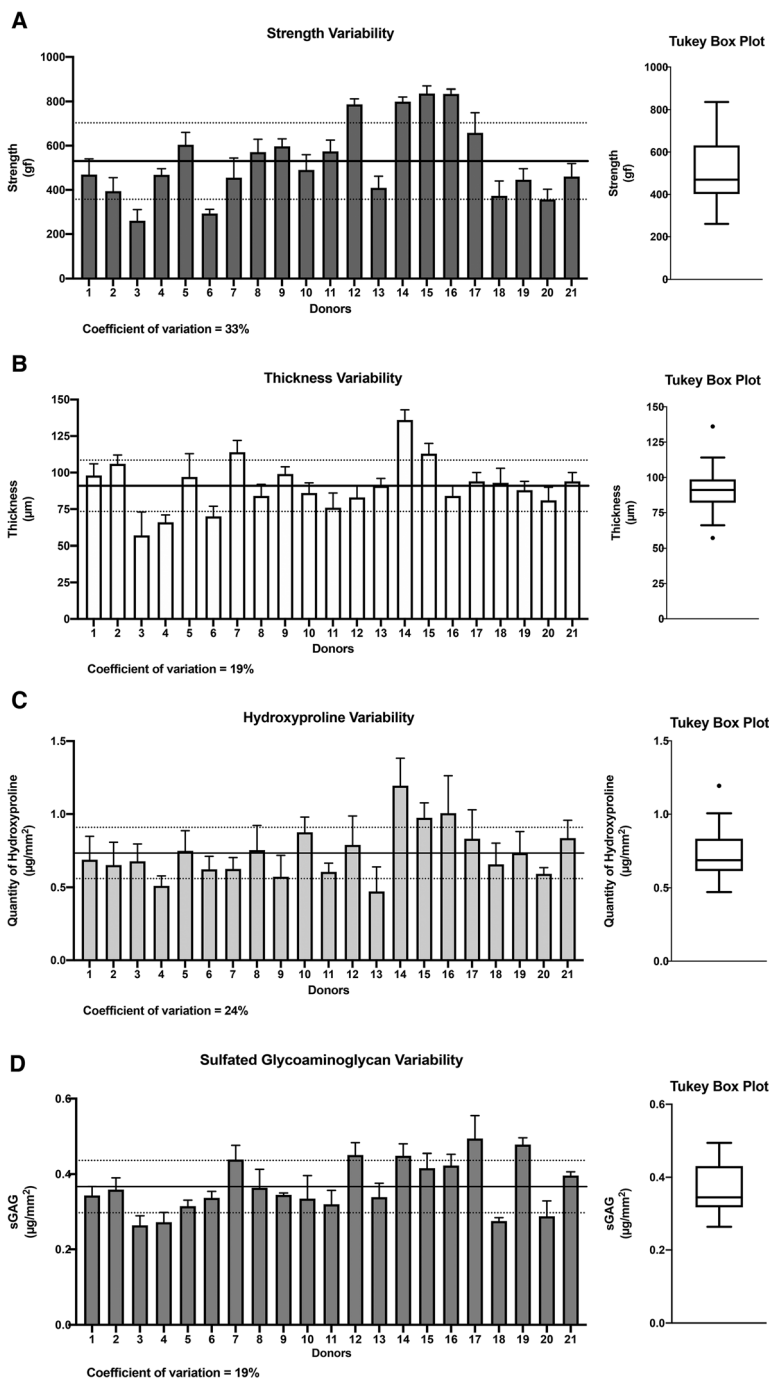 A
Strength Variability
Strength
(gf)
1000
800
600
400
200
0
1 2 3 4 5 6 7 8 9 10 11 12 13 14 15 16 17 18 19 20 21
Donors
Coefficient of variation = 33%
Tukey Box Plot
Strength
(gf)
1000
800
600
400
200
0
B
Thickness Variability
Thickness
(µm)
150
125
100
75
50
25
0
1 2 3 4 5 6 7 8 9 10 11 12 13 14 15 16 17 18 19 20 21
Donors
Coefficient of variation = 19%
Tukey Box Plot
Thickness
(µm)
150
125
100
75
50
25
0
C
Hydroxyproline Variability
Quantity of Hydroxyproline
(µg/mm²)
1.5
1.0
0.5
0.0
1 2 3 4 5 6 7 8 9 10 11 12 13 14 15 16 17 18 19 20 21
Donors
Coefficient of variation = 24%
Tukey Box Plot
Quantity of Hydroxyproline
(µg/mm²)
1.5
1.0
0.5
0.0
D
Sulfated Glycoaminoglycan Variability
sGAG
(µg/mm²)
0.6
0.4
0.2
0.0
1 2 3 4 5 6 7 8 9 10 11 12 13 14 15 16 17 18 19 20 21
Donors
Coefficient of variation = 19%
Tukey Box Plot
sGAG
(µg/mm²)
0.6
0.4
0.2
0.0